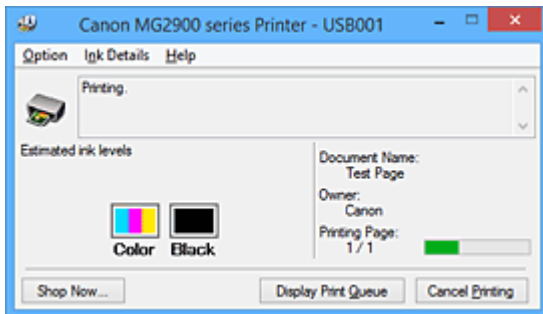 Canon MG2900 series Printer - USB001
Option Ink Details Help
Printing.
Estimated ink levels
Document Name:
Test Page
Owner:
Canon
Printing Page:
1 / 1
Color Black
Shop Now... Display Print Queue Cancel Printing